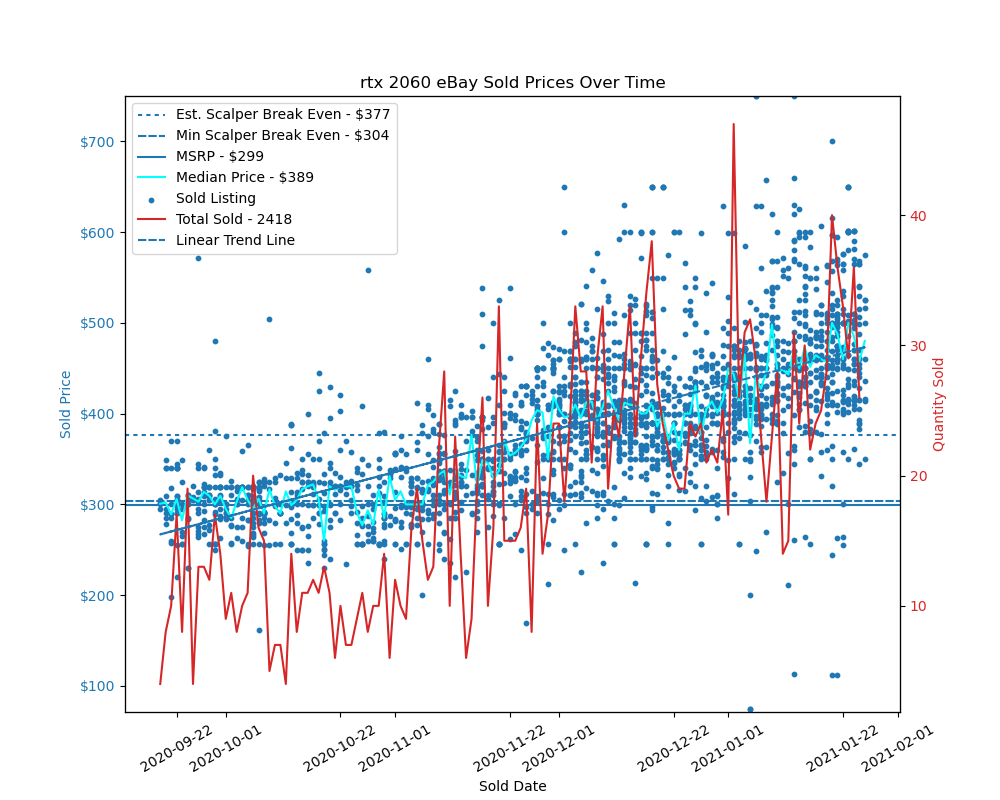 rtx 2060 eBay Sold Prices Over Time
Est. Scalper Break Even - $377
Min Scalper Break Even - $304
MSRP - $299
Median Price - $389
Sold Listing
Total Sold - 2418
Linear Trend Line
$700
$600
$500
$400
$300
$200
$100
Sold Price
40
30
20
10
Quantity Sold
2020-09-22
2020-10-01
2020-10-22
2020-11-01
2020-11-22
2020-12-01
2020-12-22
2021-01-01
2021-01-22
2021-02-01
Sold Date